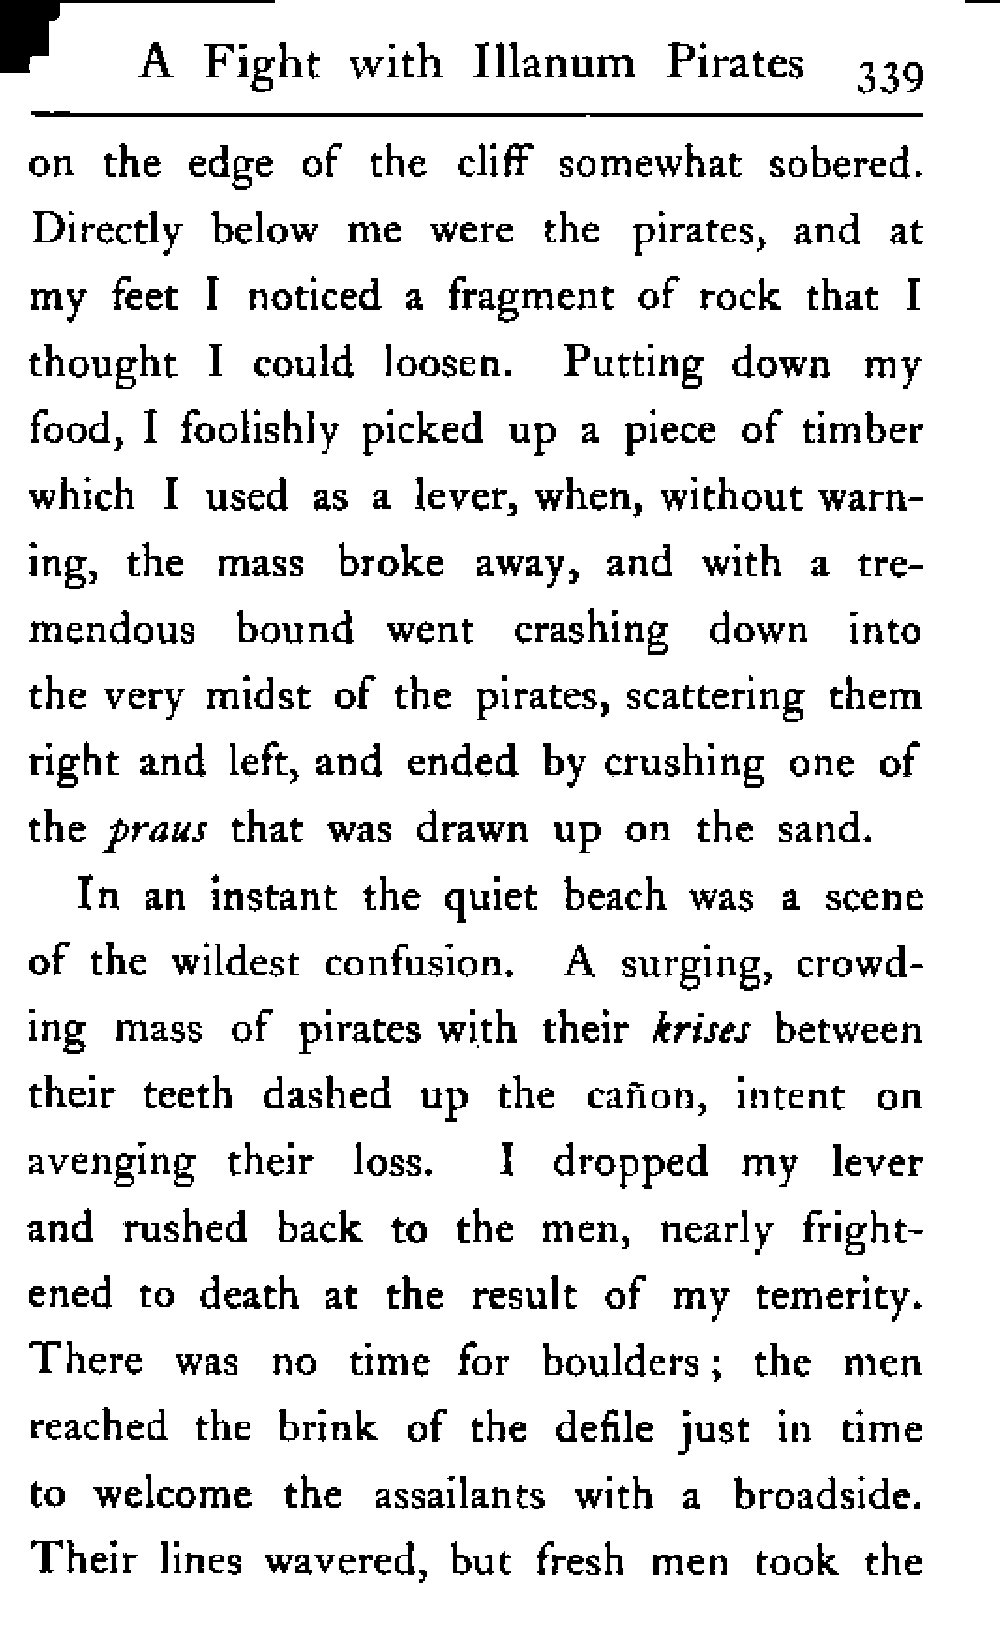 A Fight with Illanum Pirates 339
on the edge of the cliff somewhat sobered.
Directly below me were the pirates, and at
my feet I noticed a fragment of rock that I
thought I could loosen. Putting down my
food, I foolishly picked up a piece of timber
which I used as a lever, when, without warn-
ing, the mass broke away, and with a tre-
mendous bound went crashing down into
the very midst of the pirates, scattering them
right and left, and ended by crushing one of
the praus that was drawn up on the sand.
In an instant the quiet beach was a scene
of the wildest confusion. A surging, crowd-
ing mass of pirates with their krises between
their teeth dashed up the cañon, intent on
avenging their loss. I dropped my lever
and rushed back to the men, nearly fright-
ened to death at the result of my temerity.
There was no time for boulders; the men
reached the brink of the defile just in time
to welcome the assailants with a broadside.
Their lines wavered, but fresh men took the